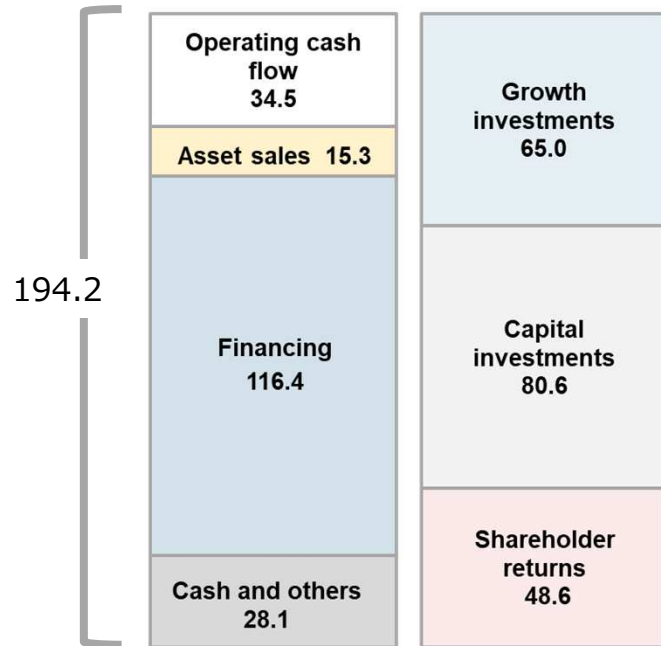 194.2
Operating cash
flow
34.5
Asset sales 15.3
Financing
116.4
Cash and others
28.1
Growth
investments
65.0
Capital
investments
80.6
Shareholder
returns
48.6